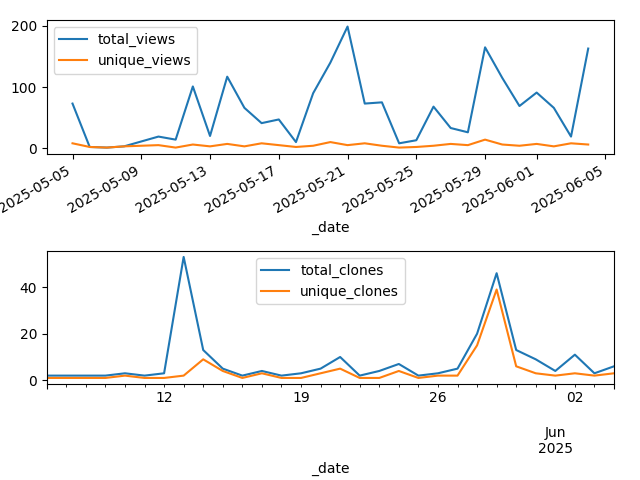 200
total_views
unique_views
100
0
2025-05-05
2025-05-09
2025-05-13
2025-05-17
2025-05-21
2025-05-25
2025-05-29
2025-06-01
2025-06-05
_date
total_clones
unique_clones
40
20
0
12
19
26
02
Jun
2025
_date